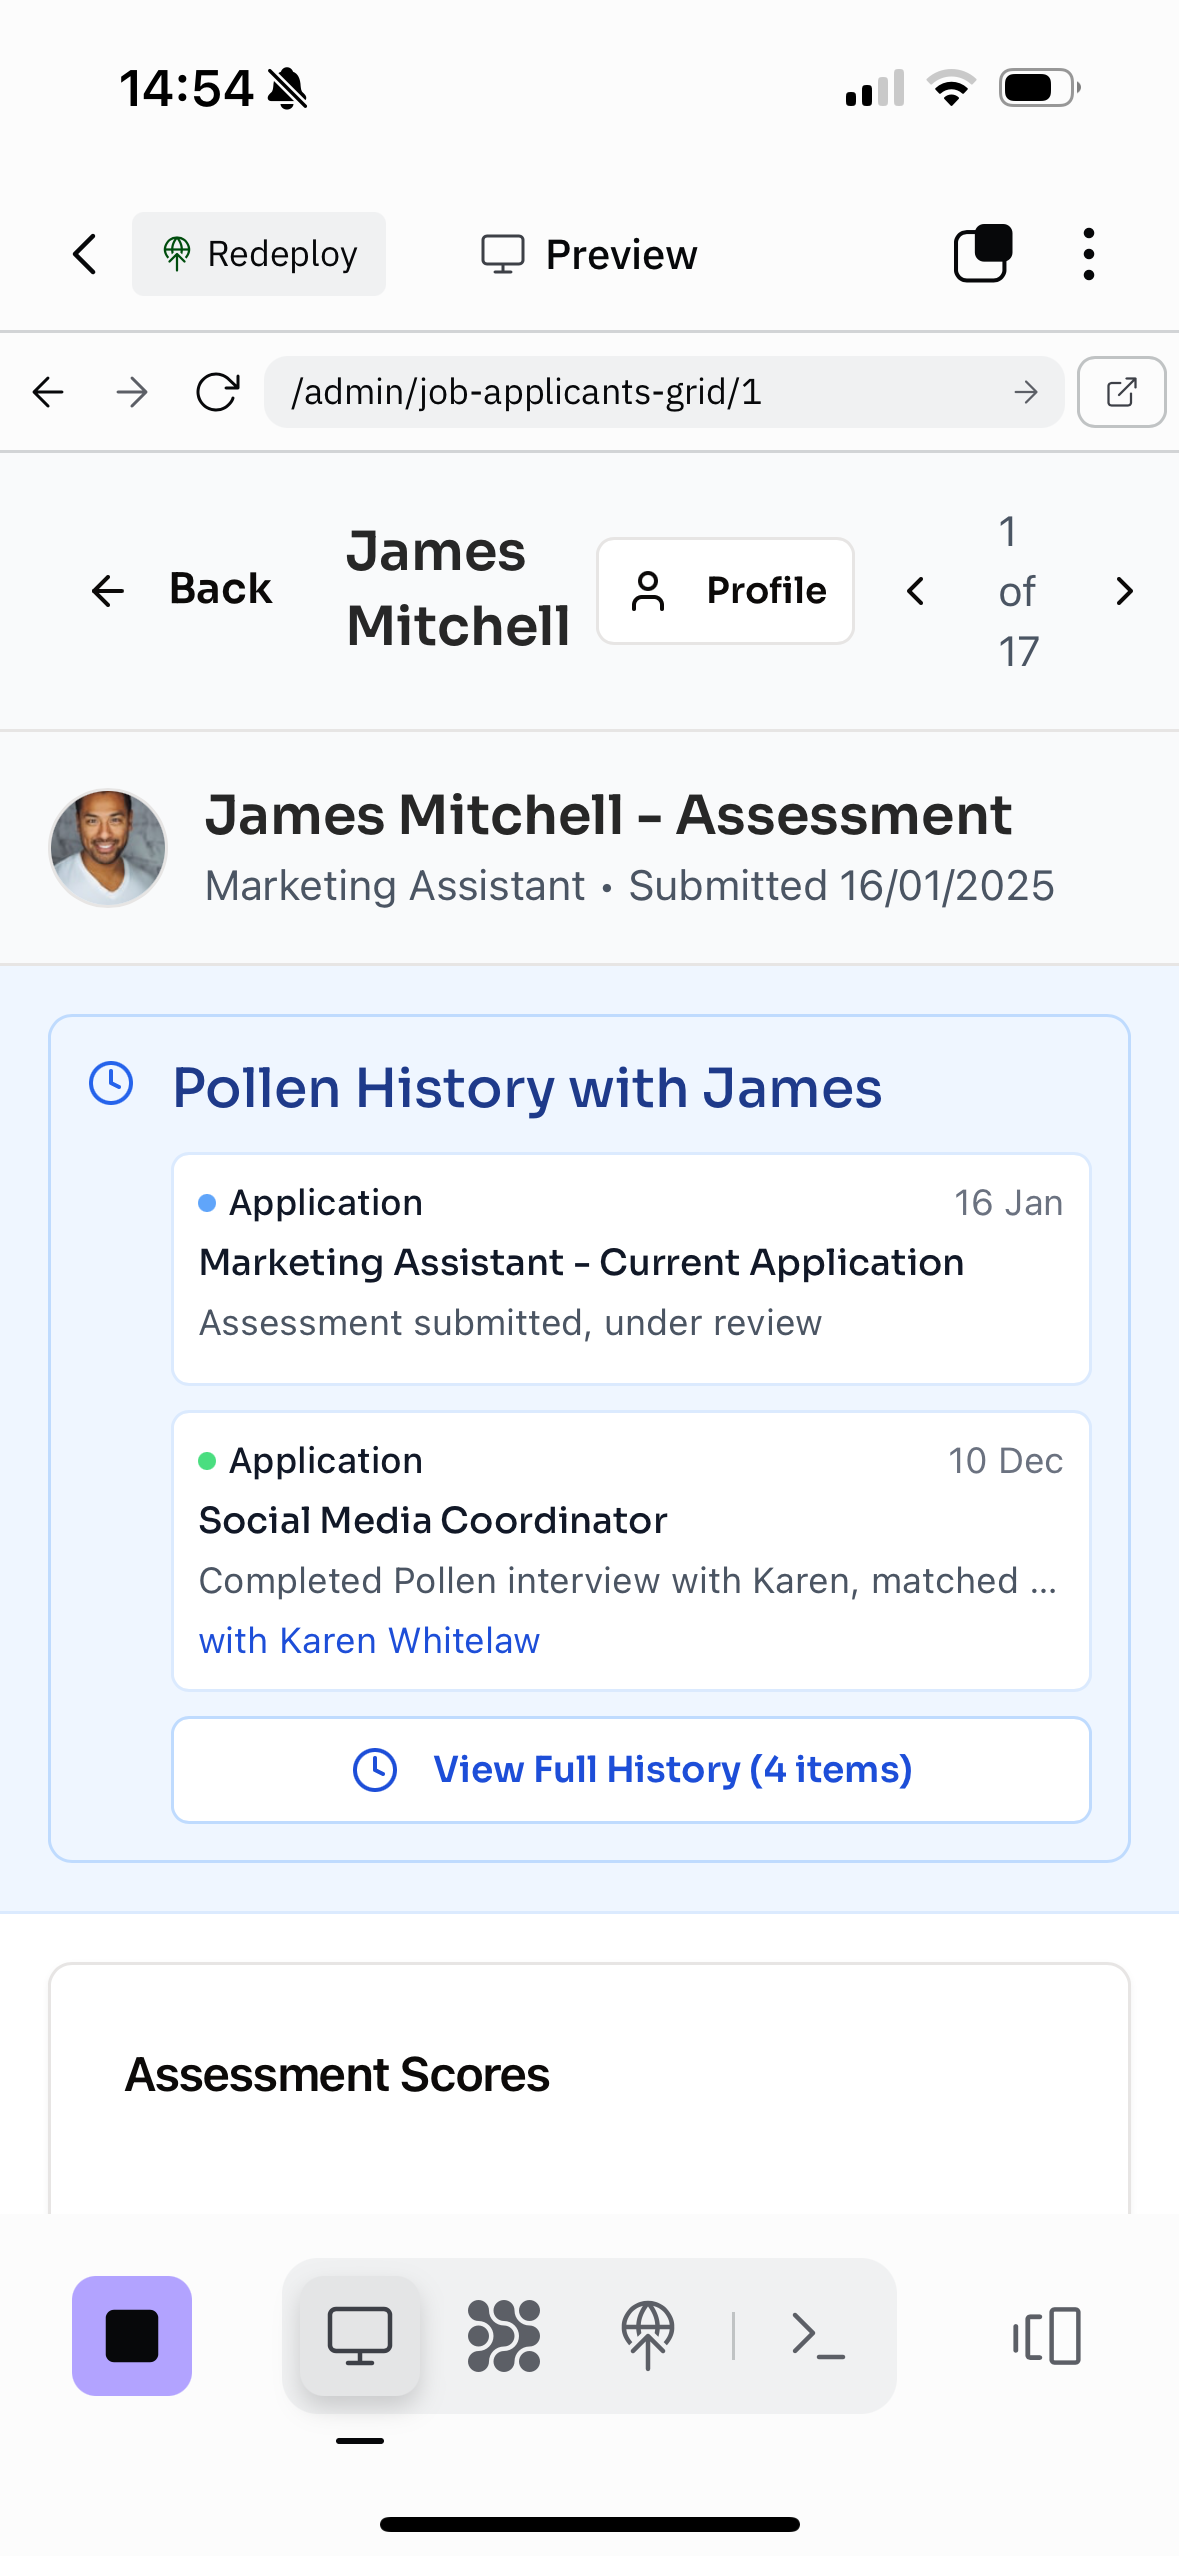 14:54
Redeploy
Preview
/admin/job-applicants-grid/1
Back
James
Mitchell
Profile
1
of
17
James Mitchell - Assessment
Marketing Assistant • Submitted 16/01/2025
Pollen History with James
Application 16 Jan
Marketing Assistant - Current Application
Assessment submitted, under review
Application 10 Dec
Social Media Coordinator
Completed Pollen interview with Karen, matched ...
with Karen Whitelaw
View Full History (4 items)
Assessment Scores